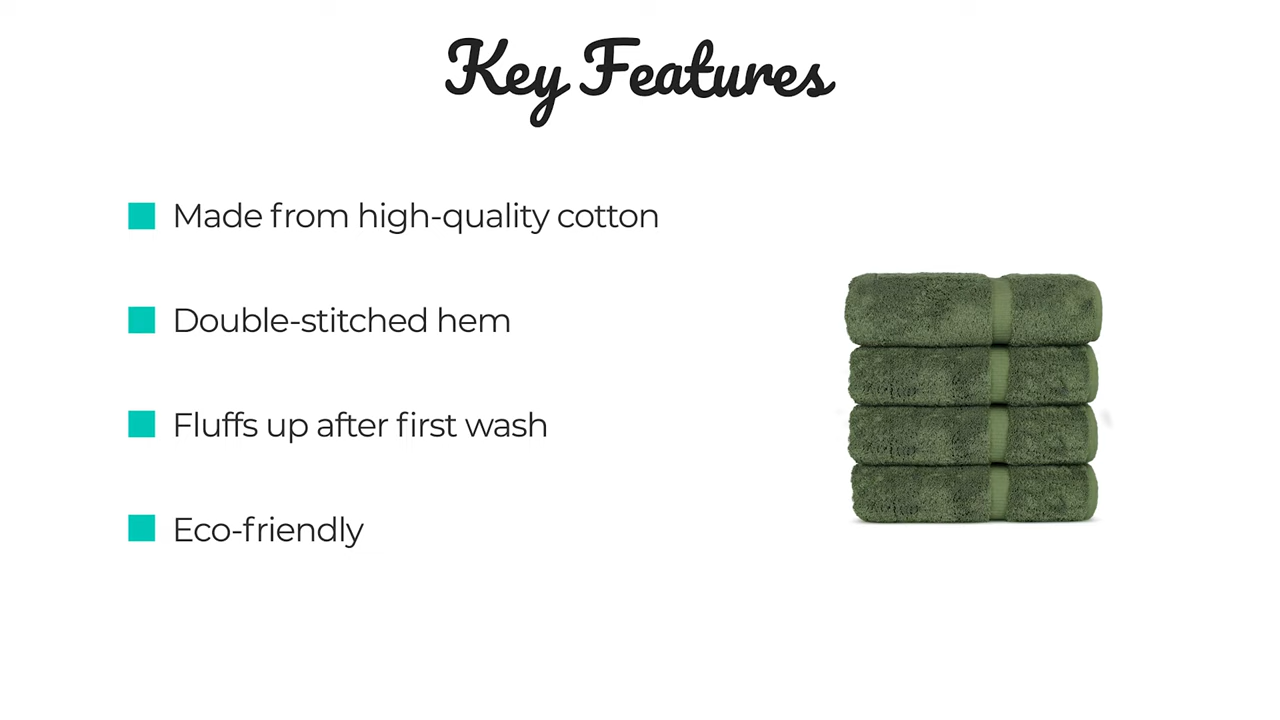 Key Features
Made from high-quality cotton
Double-stitched hem
Fluffs up after first wash
Eco-friendly